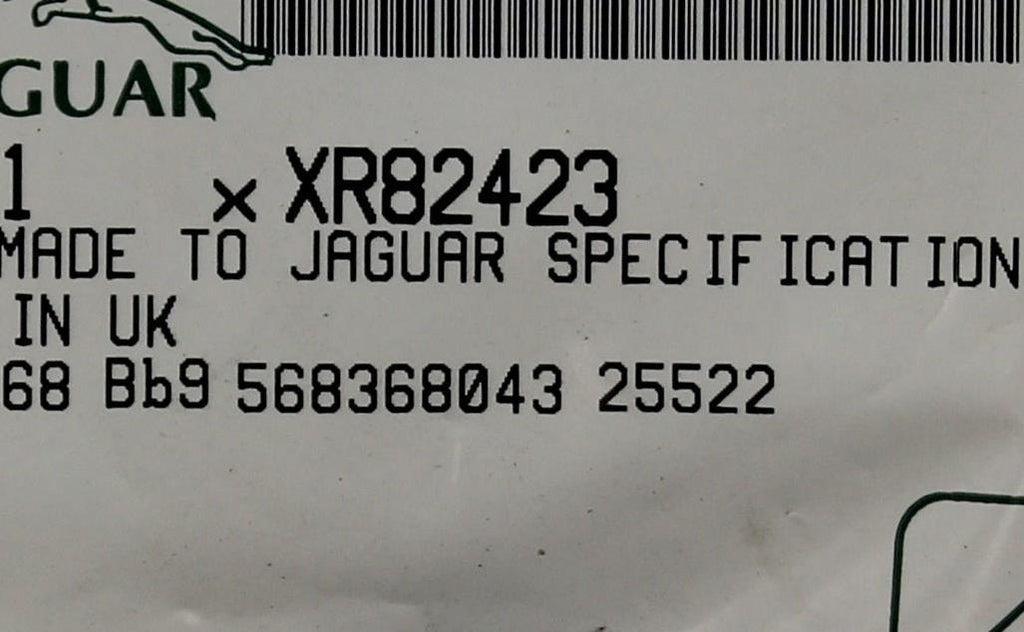 GUAR
1 x XR82423
MADE TO JAGUAR SPECIFICATION
IN UK
68 Bb9 568368043 25522